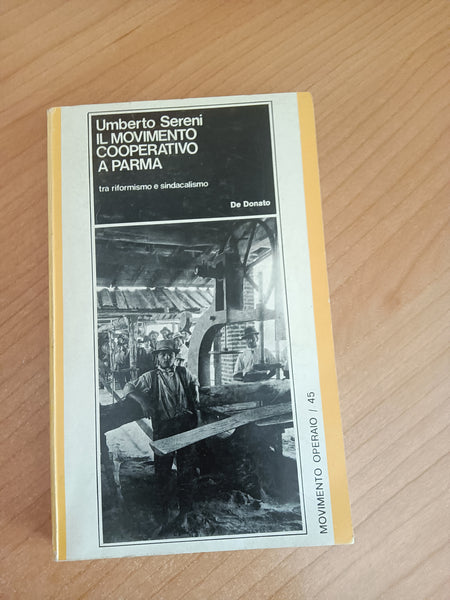 Umberto Sereni
IL MOVIMENTO
COOPERATIVO
A PARMA
tra riformismo e sindacalismo
De Donato
MOVIMENTO OPERAIO / 45